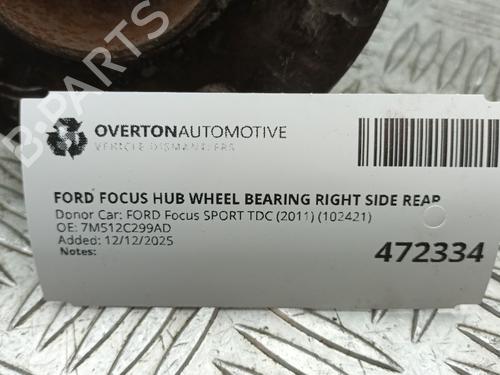 B-PARTS
OVERTONAUTOMOTIVE
VEHICLE DISMANTLERS
FORD FOCUS HUB WHEEL BEARING RIGHT SIDE REAR
Donor Car: FORD Focus SPORT TDC (2011) (102421)
OE: 7M512C299AD
Added: 12/12/2025
Notes:
472334